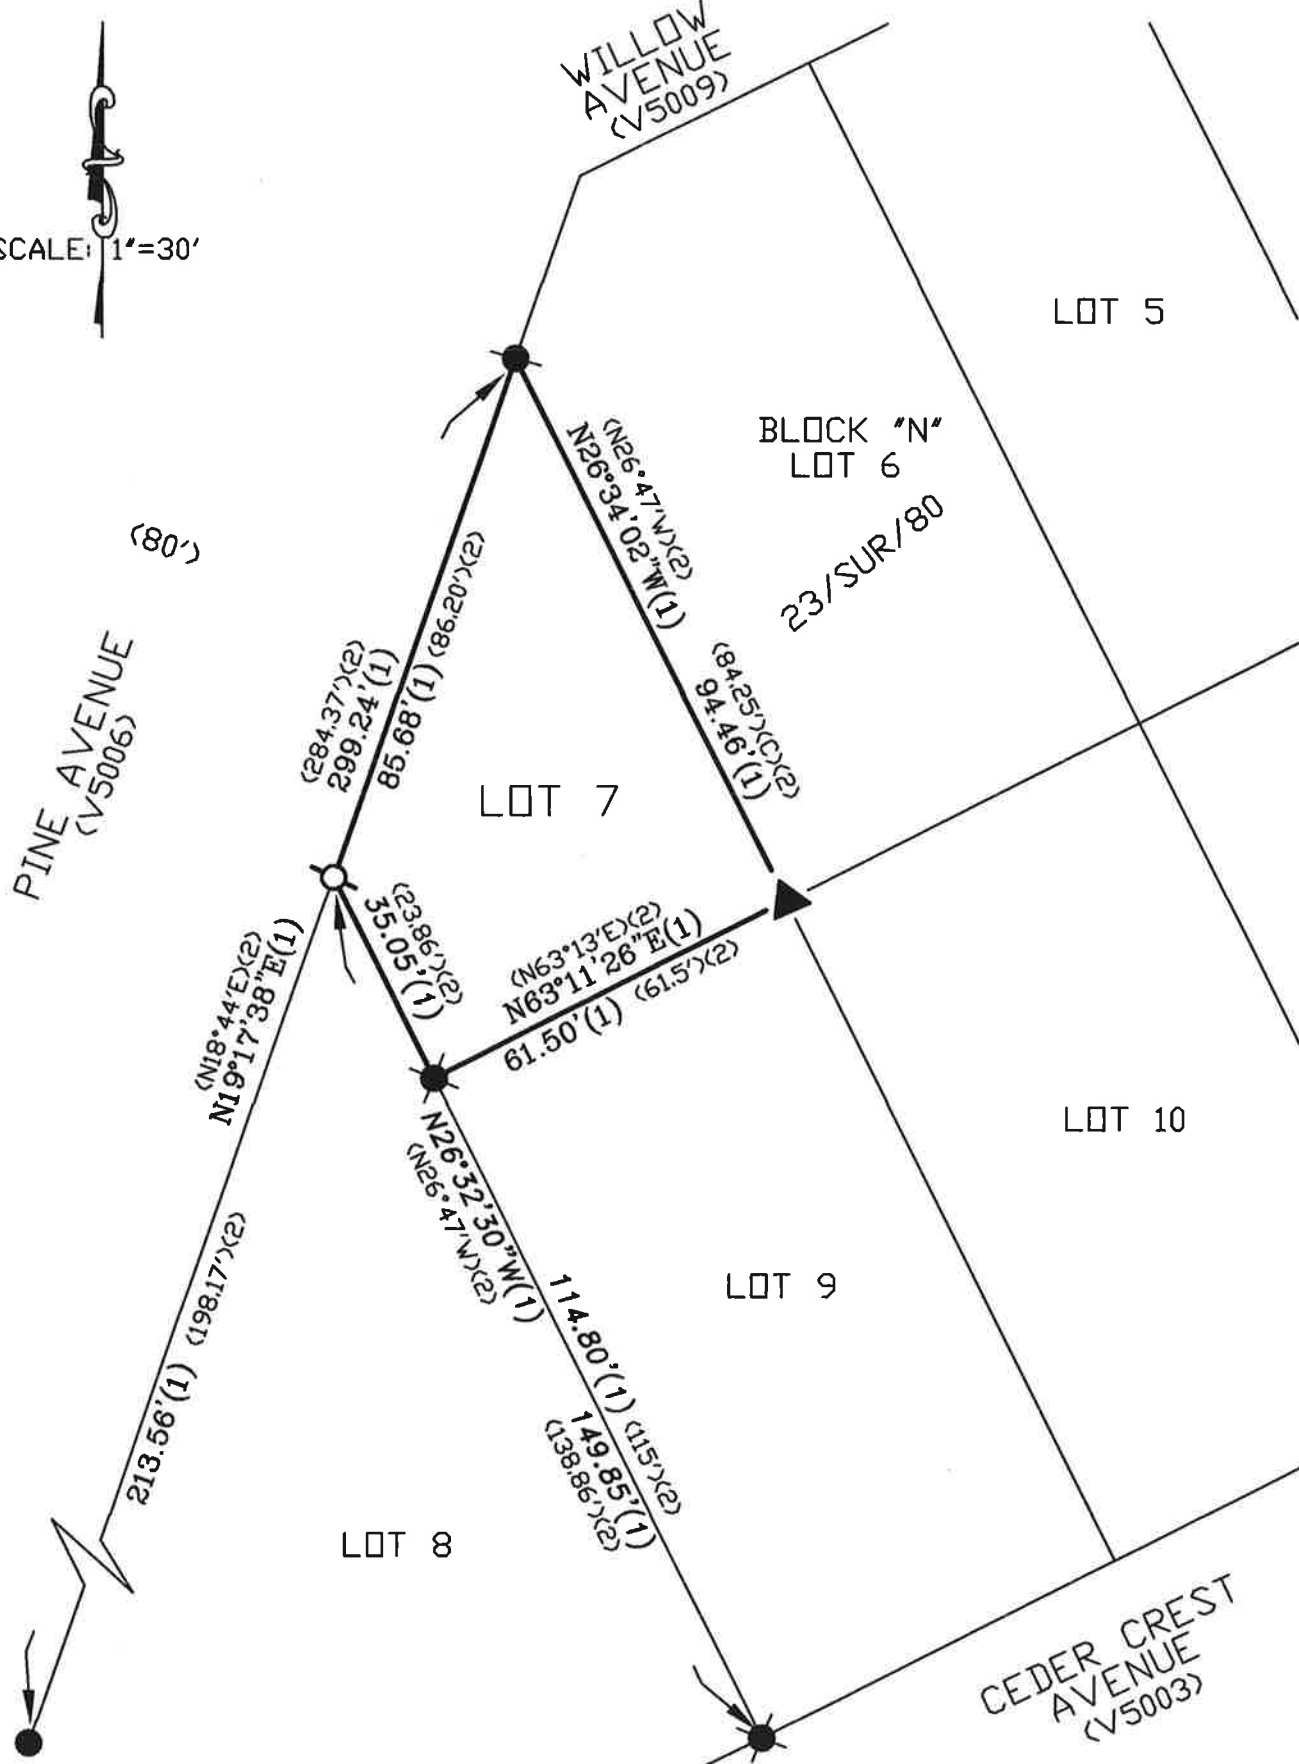 WILLOW
AVENUE
(V5009)
SCALE: 1"=30'
LOT 5
BLOCK "N"
LOT 6
23/SUR/80
(80')
PINE AVENUE
(V5006)
(N26°47'W)(2)
N26°34'02"W(1)
(84.25')(C)(2)
94.46'(1)
(284.37')(2)
299.24'(1)
85.68'(1) (86.20')(2)
LOT 7
(23.86')(2)
35.05'(1)
(N63°13'E)(2)
N63°11'26"E(1)
61.50'(1) (61.5')(2)
(N18°44'E)(2)
N19°17'38"E(1)
213.56'(1) (198.17')(2)
N26°32'30"W(1)
(N26°47'W)(2)
114.80'(1) (115')(2)
149.85'(1)
(138.86')(2)
LOT 10
LOT 9
LOT 8
CEDER CREST
AVENUE
(V5003)